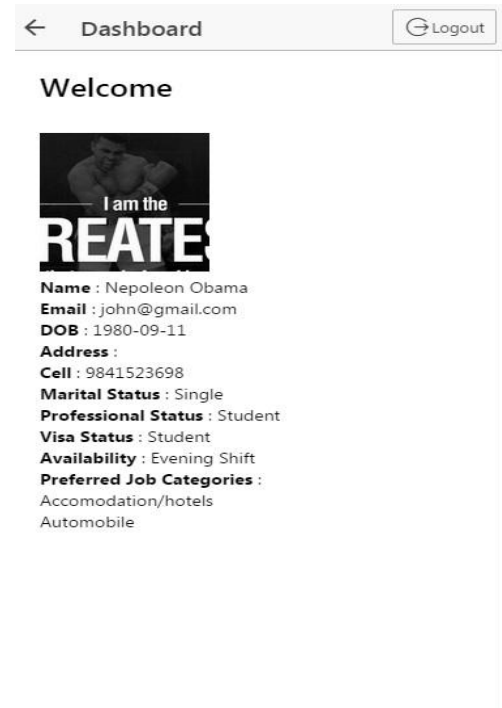 Dashboard
Logout
Welcome
I am the
REATES
Name : Nepoleon Obama
Email : john@gmail.com
DOB : 1980-09-11
Address :
Cell : 9841523698
Marital Status : Single
Professional Status : Student
Visa Status : Student
Availability : Evening Shift
Preferred Job Categories :
Accomodation/hotels
Automobile